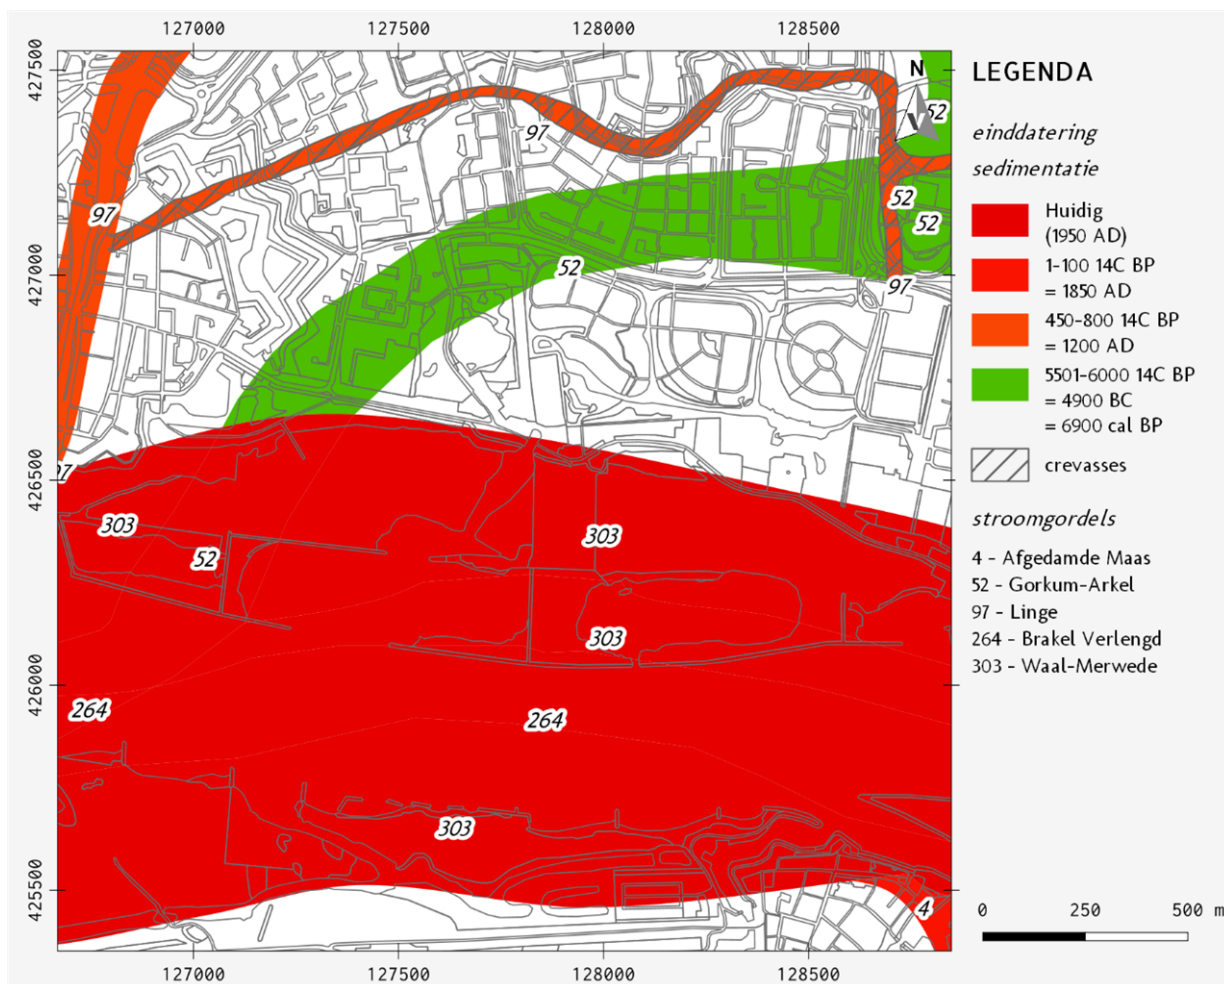 127000 127500 128000 128500
427500
427000
426500
426000
425500
N
52
97
97
52
52
52
97
97
303
303
52
303
264
264
303
4
127000 127500 128000 128500
LEGENDA
einddatering
sedimentatie
Huidig
(1950 AD)
1-100 14C BP
= 1850 AD
450-800 14C BP
= 1200 AD
5501-6000 14C BP
= 4900 BC
= 6900 cal BP
crevasses
stroomgordels
4 - Afgedamde Maas
52 - Gorkum-Arkel
97 - Linge
264 - Brakel Verlengd
303 - Waal-Merwede
0 250 500 m